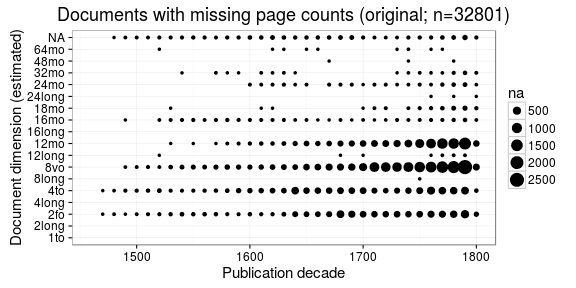 Documents with missing page counts (original; n=32801)
Document dimension (estimated)
NA
64mo
48mo
32mo
24mo
24long
18mo
16mo
16long
12mo
12long
8vo
8long
4to
4long
2fo
2long
1to
1500
1600
1700
1800
Publication decade
na
500
1000
1500
2000
2500